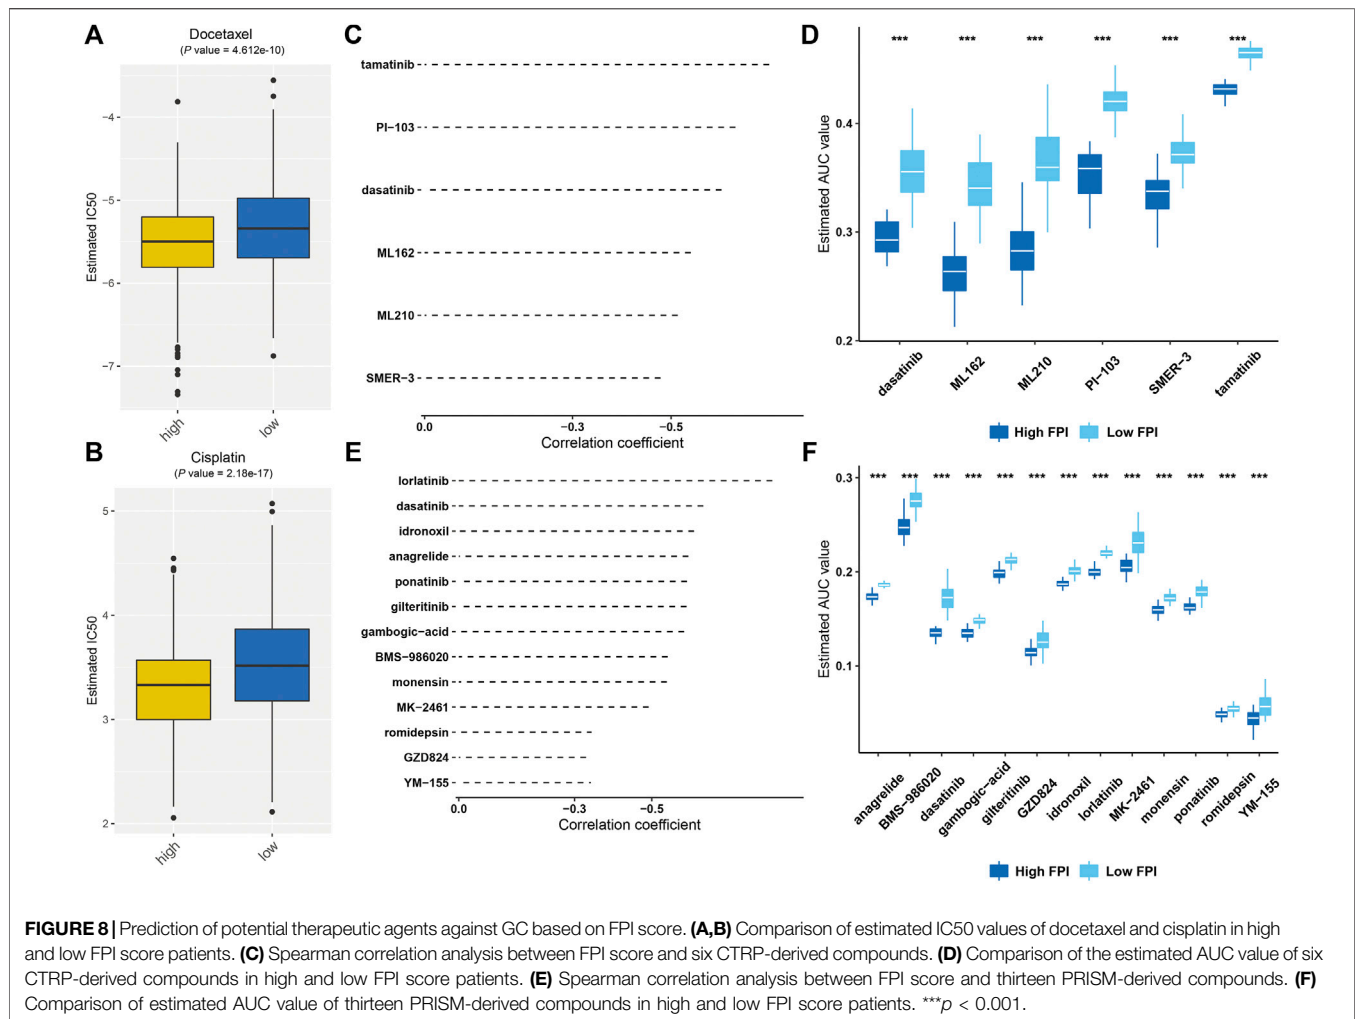 A
Docetaxel
(P value = 4.612e-10)
Estimated IC50
−4
−5
−6
−7
high
low
B
Cisplatin
(P value = 2.18e-17)
Estimated IC50
5
4
3
2
high
low
C
tamatinib
PI−103
dasatinib
ML162
ML210
SMER−3
0.0
−0.3
−0.5
Correlation coefficient
D
*** *** *** *** *** ***
Estimated AUC value
0.4
0.3
0.2
dasatinib
ML162
ML210
PI−103
SMER−3
tamatinib
High FPI
Low FPI
E
lorlatinib
dasatinib
idronoxil
anagrelide
ponatinib
gilteritinib
gambogic−acid
BMS−986020
monensin
MK−2461
romidepsin
GZD824
YM−155
0.0
−0.3
−0.5
Correlation coefficient
F
*** *** *** *** *** *** *** *** *** *** *** *** ***
Estimated AUC value
0.3
0.2
0.1
anagrelide
BMS−986020
dasatinib
gambogic−acid
gilteritinib
GZD824
idronoxil
lorlatinib
MK−2461
monensin
ponatinib
romidepsin
YM−155
High FPI
Low FPI
FIGURE 8 | Prediction of potential therapeutic agents against GC based on FPI score. (A,B) Comparison of estimated IC50 values of docetaxel and cisplatin in high
and low FPI score patients. (C) Spearman correlation analysis between FPI score and six CTRP-derived compounds. (D) Comparison of the estimated AUC value of six
CTRP-derived compounds in high and low FPI score patients. (E) Spearman correlation analysis between FPI score and thirteen PRISM-derived compounds. (F)
Comparison of estimated AUC value of thirteen PRISM-derived compounds in high and low FPI score patients. ***p < 0.001.